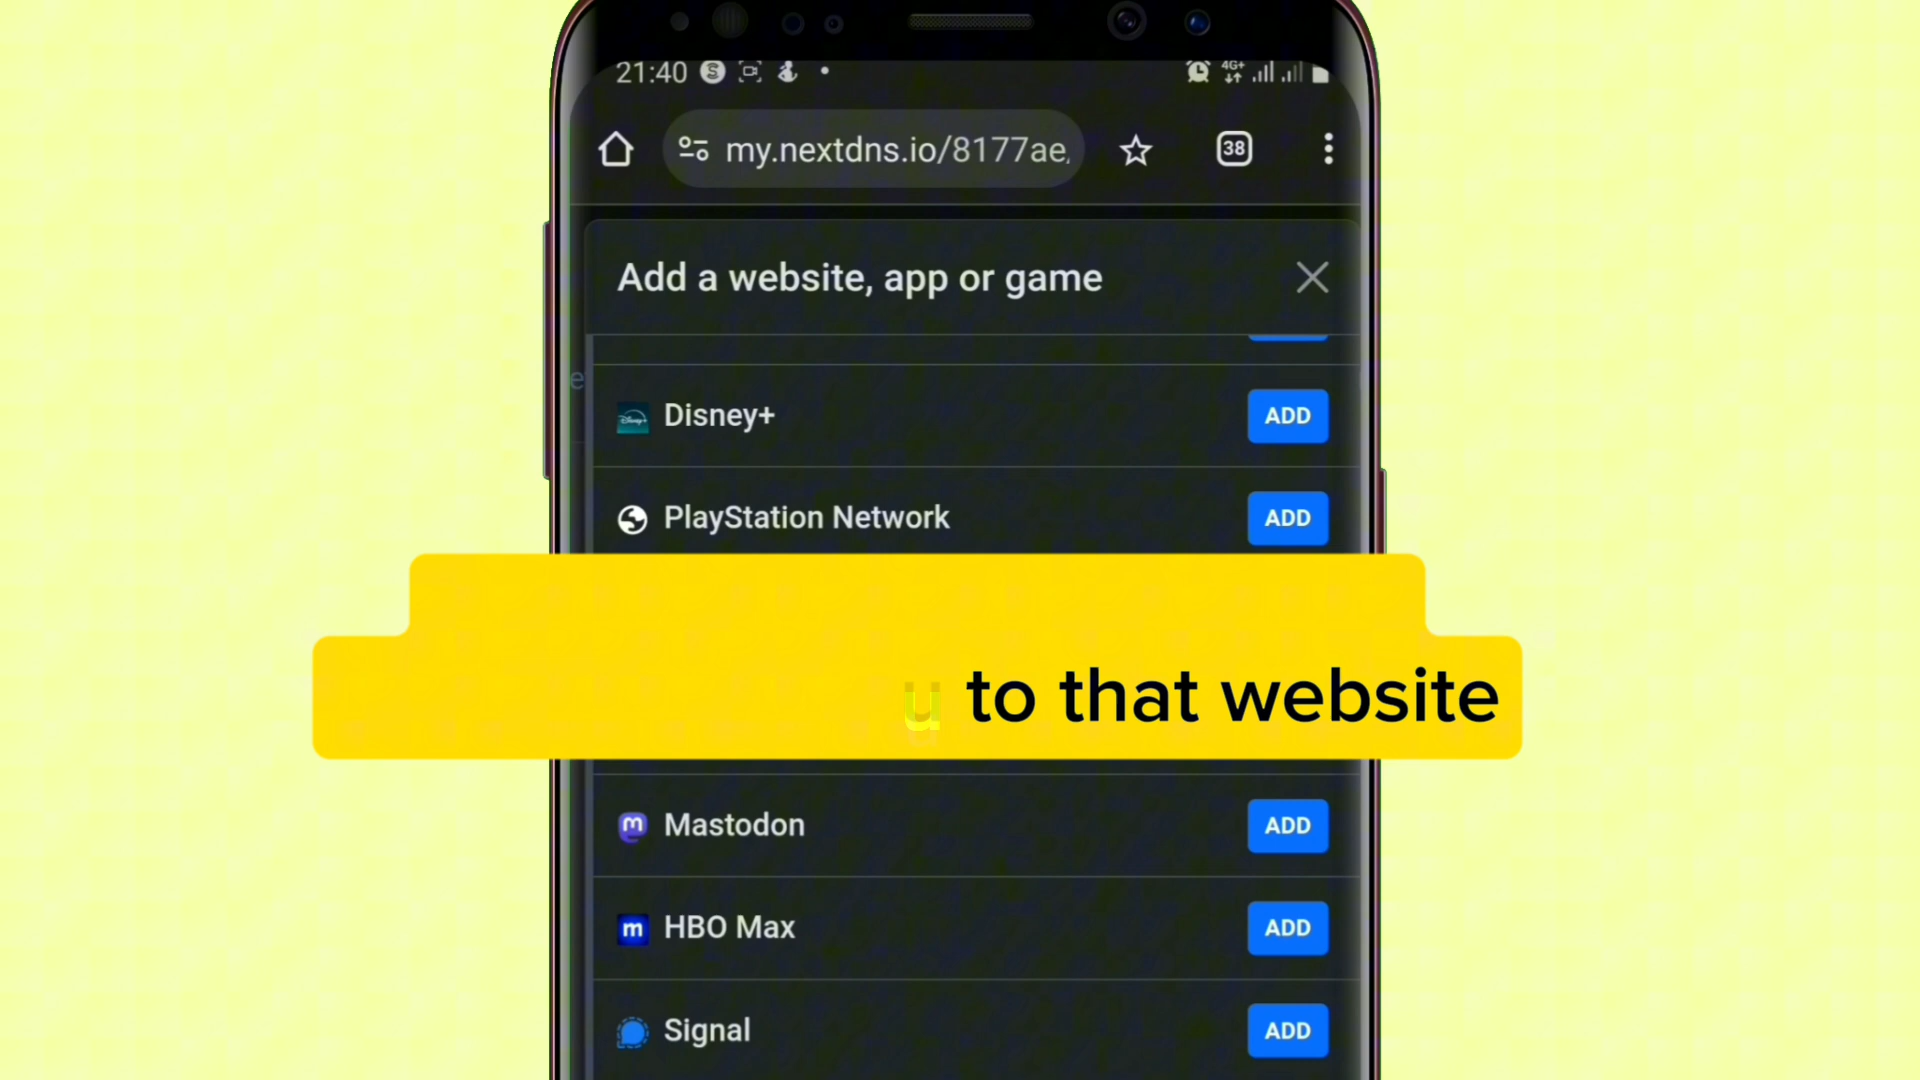 21:40
4G+
my.nextdns.io/8177ae
38
Add a website, app or game
Disney+
ADD
PlayStation Network
ADD
u to that website
Mastodon
ADD
HBO Max
ADD
Signal
ADD